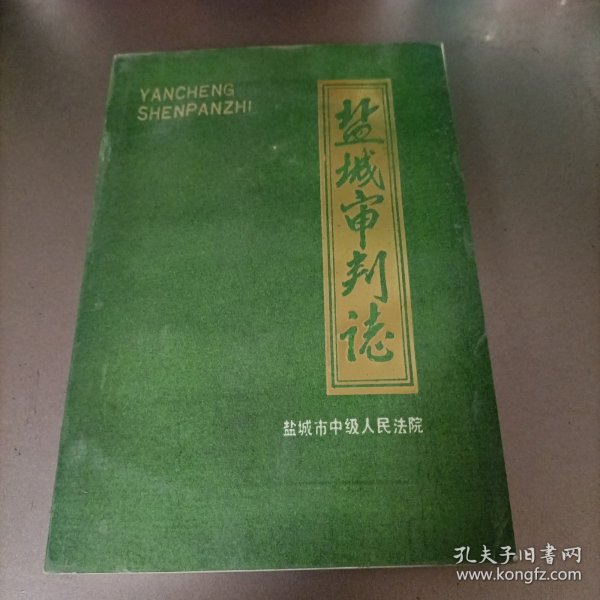 YANCHENG
SHENPANZHI
盐城审判誌
盐城市中级人民法院
孔夫子旧书网
www.kongfz.com